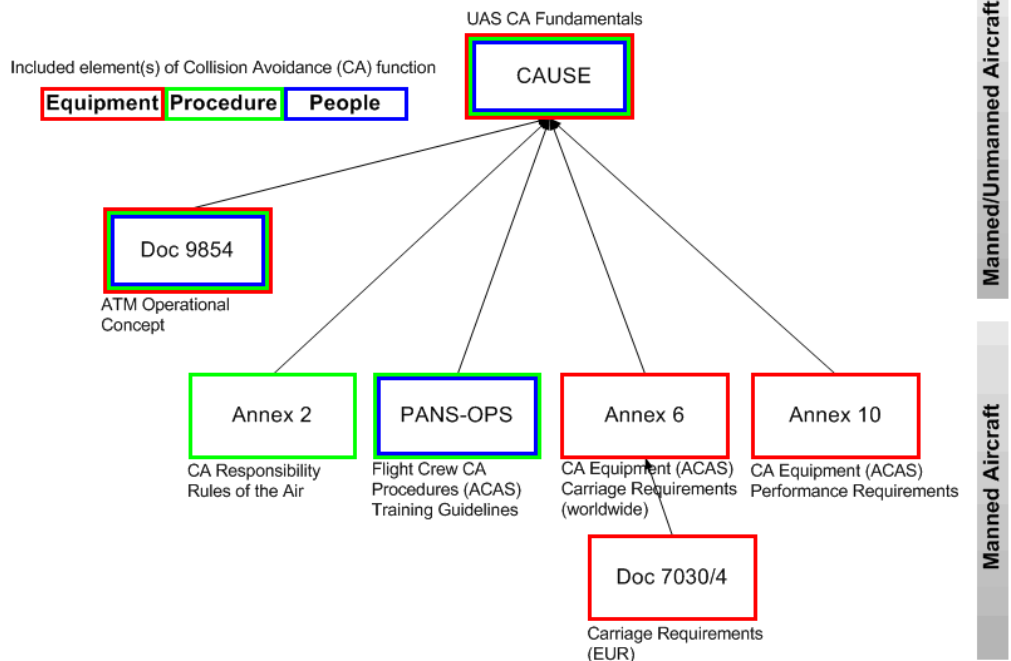 UAS CA Fundamentals
Included element(s) of Collision Avoidance (CA) function
Equipment Procedure People
CAUSE
Manned/Unmanned Aircraft
Doc 9854
ATM Operational
Concept
Annex 2
CA Responsibility
Rules of the Air
PANS-OPS
Flight Crew CA
Procedures (ACAS)
Training Guidelines
Annex 6
CA Equipment (ACAS)
Carriage Requirements
(worldwide)
Annex 10
CA Equipment (ACAS)
Performance Requirements
Manned Aircraft
Doc 7030/4
Carriage Requirements
(EUR)